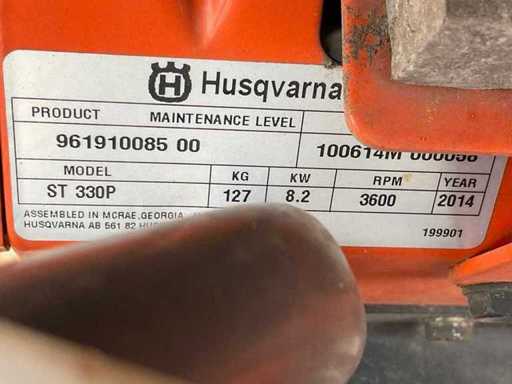 Husqvarna
PRODUCT MAINTENANCE LEVEL
961910085 00 100614M 000058
MODEL KG KW RPM YEAR
ST 330P 127 8.2 3600 2014
ASSEMBLED IN MCRAE, GEORGIA,
HUSQVARNA AB 561 82
199901